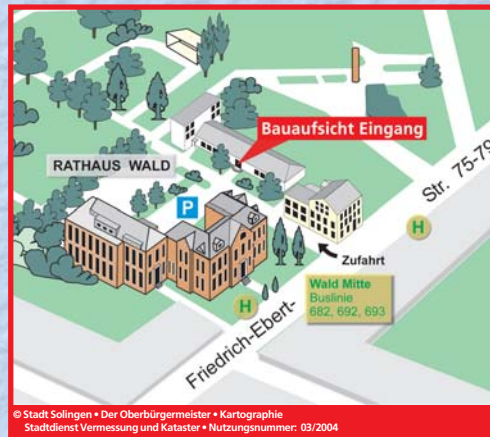 Bauaufsicht Eingang
RATHAUS WALD
Str. 75-79
P
H
Zufahrt
Wald Mitte
Buslinie
682, 692, 693
H
Friedrich-Ebert-
© Stadt Solingen • Der Oberbürgermeister • Kartographie
Stadtdienst Vermessung und Kataster • Nutzungsnummer: 03/2004